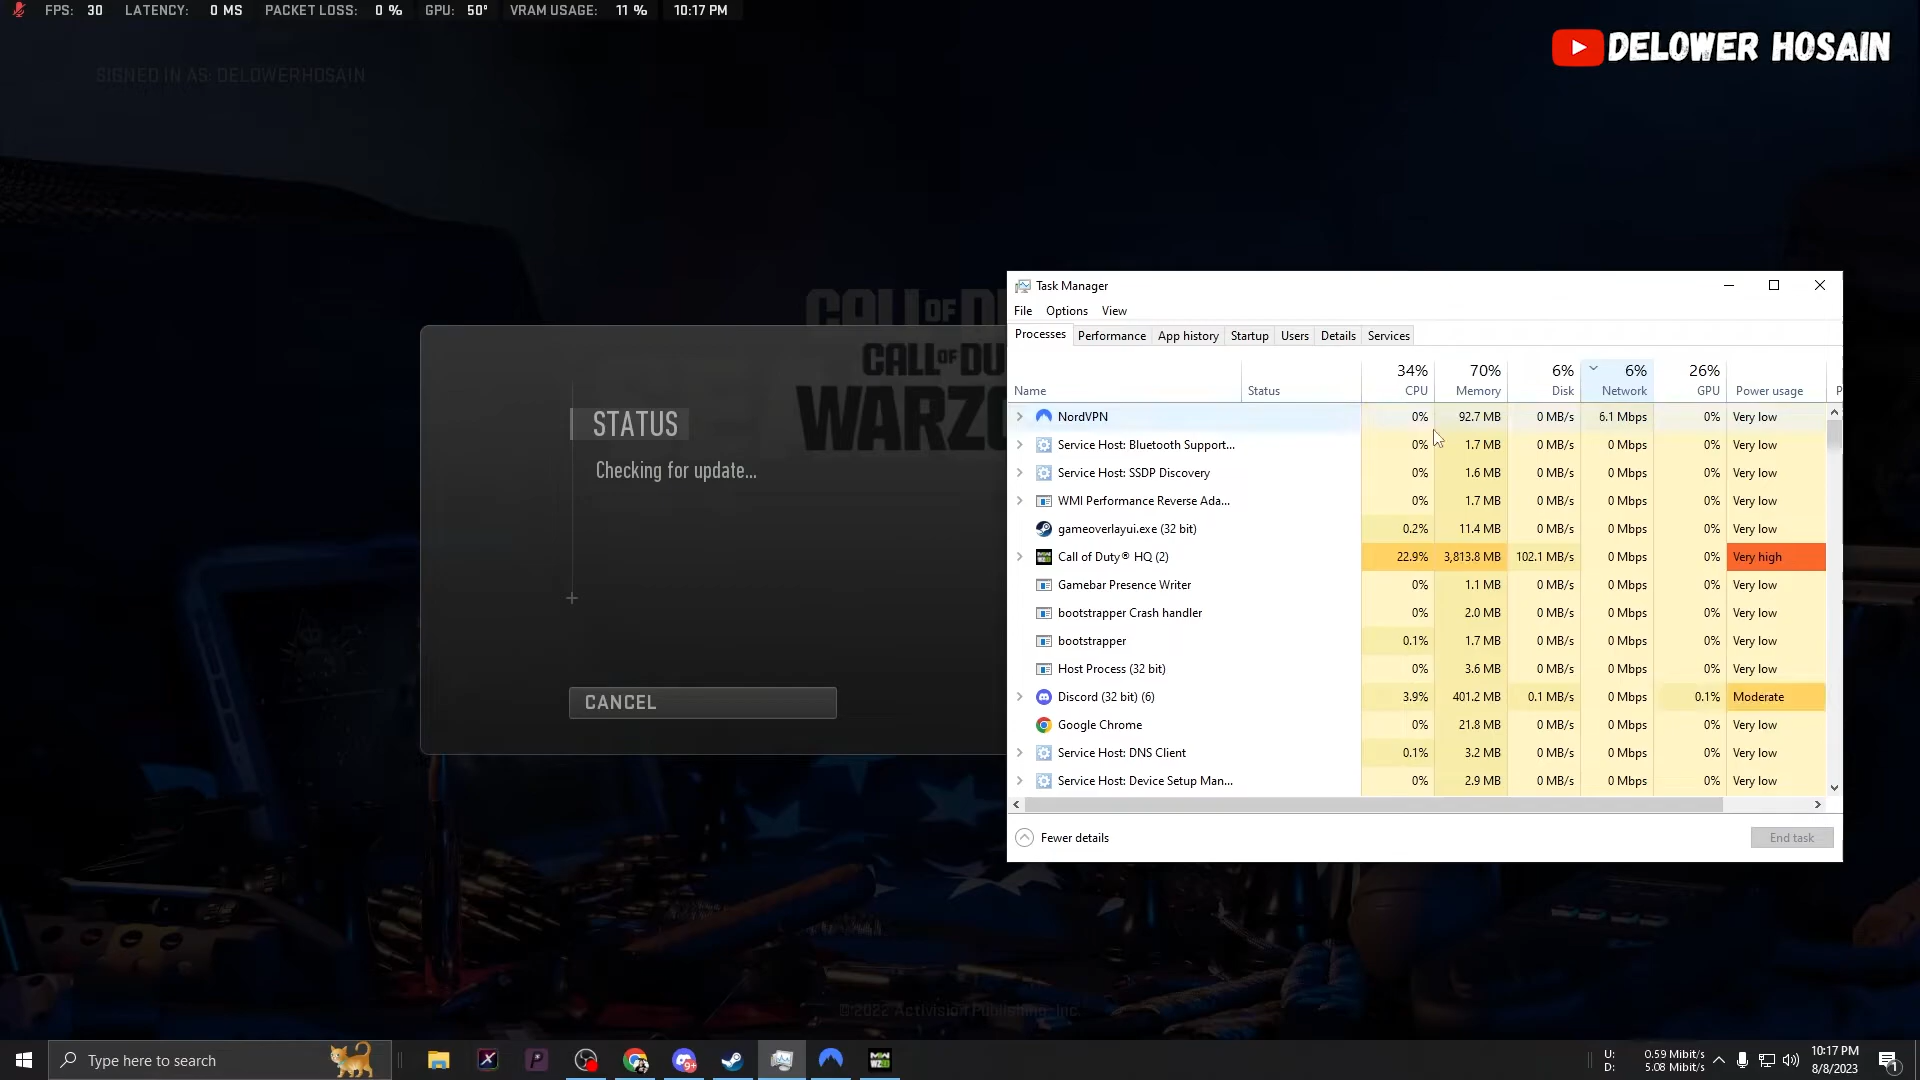 FPS: 30 LATENCY: 0 MS PACKET LOSS: 0 % GPU: 50° VRAM USAGE: 11 % 10:17 PM
DELOWER HOSAIN
SIGNED IN AS: DELOWERHOSAIN
CALL OF DU
CALL OF DU
WARZO
STATUS
Checking for update...
CANCEL
©2022 Activision Publishing, Inc.
Task Manager
File Options View
Processes Performance App history Startup Users Details Services
34% 70% 6% 6% 26%
Name Status CPU Memory Disk Network GPU Power usage P
NordVPN 0% 92.7 MB 0 MB/s 6.1 Mbps 0% Very low
Service Host: Bluetooth Support... 0% 1.7 MB 0 MB/s 0 Mbps 0% Very low
Service Host: SSDP Discovery 0% 1.6 MB 0 MB/s 0 Mbps 0% Very low
WMI Performance Reverse Ada... 0% 1.7 MB 0 MB/s 0 Mbps 0% Very low
gameoverlayui.exe (32 bit) 0.2% 11.4 MB 0 MB/s 0 Mbps 0% Very low
Call of Duty® HQ (2) 22.9% 3,813.8 MB 102.1 MB/s 0 Mbps 0% Very high
Gamebar Presence Writer 0% 1.1 MB 0 MB/s 0 Mbps 0% Very low
bootstrapper Crash handler 0% 2.0 MB 0 MB/s 0 Mbps 0% Very low
bootstrapper 0.1% 1.7 MB 0 MB/s 0 Mbps 0% Very low
Host Process (32 bit) 0% 3.6 MB 0 MB/s 0 Mbps 0% Very low
Discord (32 bit) (6) 3.9% 401.2 MB 0.1 MB/s 0 Mbps 0.1% Moderate
Google Chrome 0% 21.8 MB 0 MB/s 0 Mbps 0% Very low
Service Host: DNS Client 0.1% 3.2 MB 0 MB/s 0 Mbps 0% Very low
Service Host: Device Setup Man... 0% 2.9 MB 0 MB/s 0 Mbps 0% Very low
Fewer details End task
Type here to search
9+
U: 0.59 Mibit/s
D: 5.08 Mibit/s
10:17 PM
8/8/2023
1